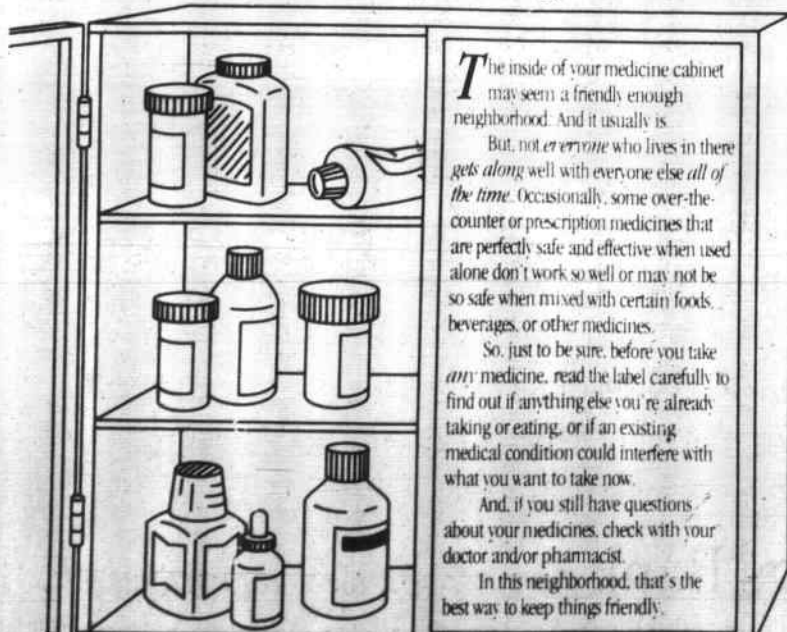 The inside of your medicine cabinet
may seem a friendly enough
neighborhood. And it usually is.
But, not everyone who lives in there
gets along well with everyone else all of
the time. Occasionally, some over-the-
counter or prescription medicines that
are perfectly safe and effective when used
alone don't work so well or may not be
so safe when mixed with certain foods,
beverages, or other medicines.
So, just to be sure, before you take
any medicine, read the label carefully to
find out if anything else you're already
taking or eating, or if an existing
medical condition could interfere with
what you want to take now.
And, if you still have questions
about your medicines, check with your
doctor and/or pharmacist.
In this neighborhood, that's the
best way to keep things friendly.